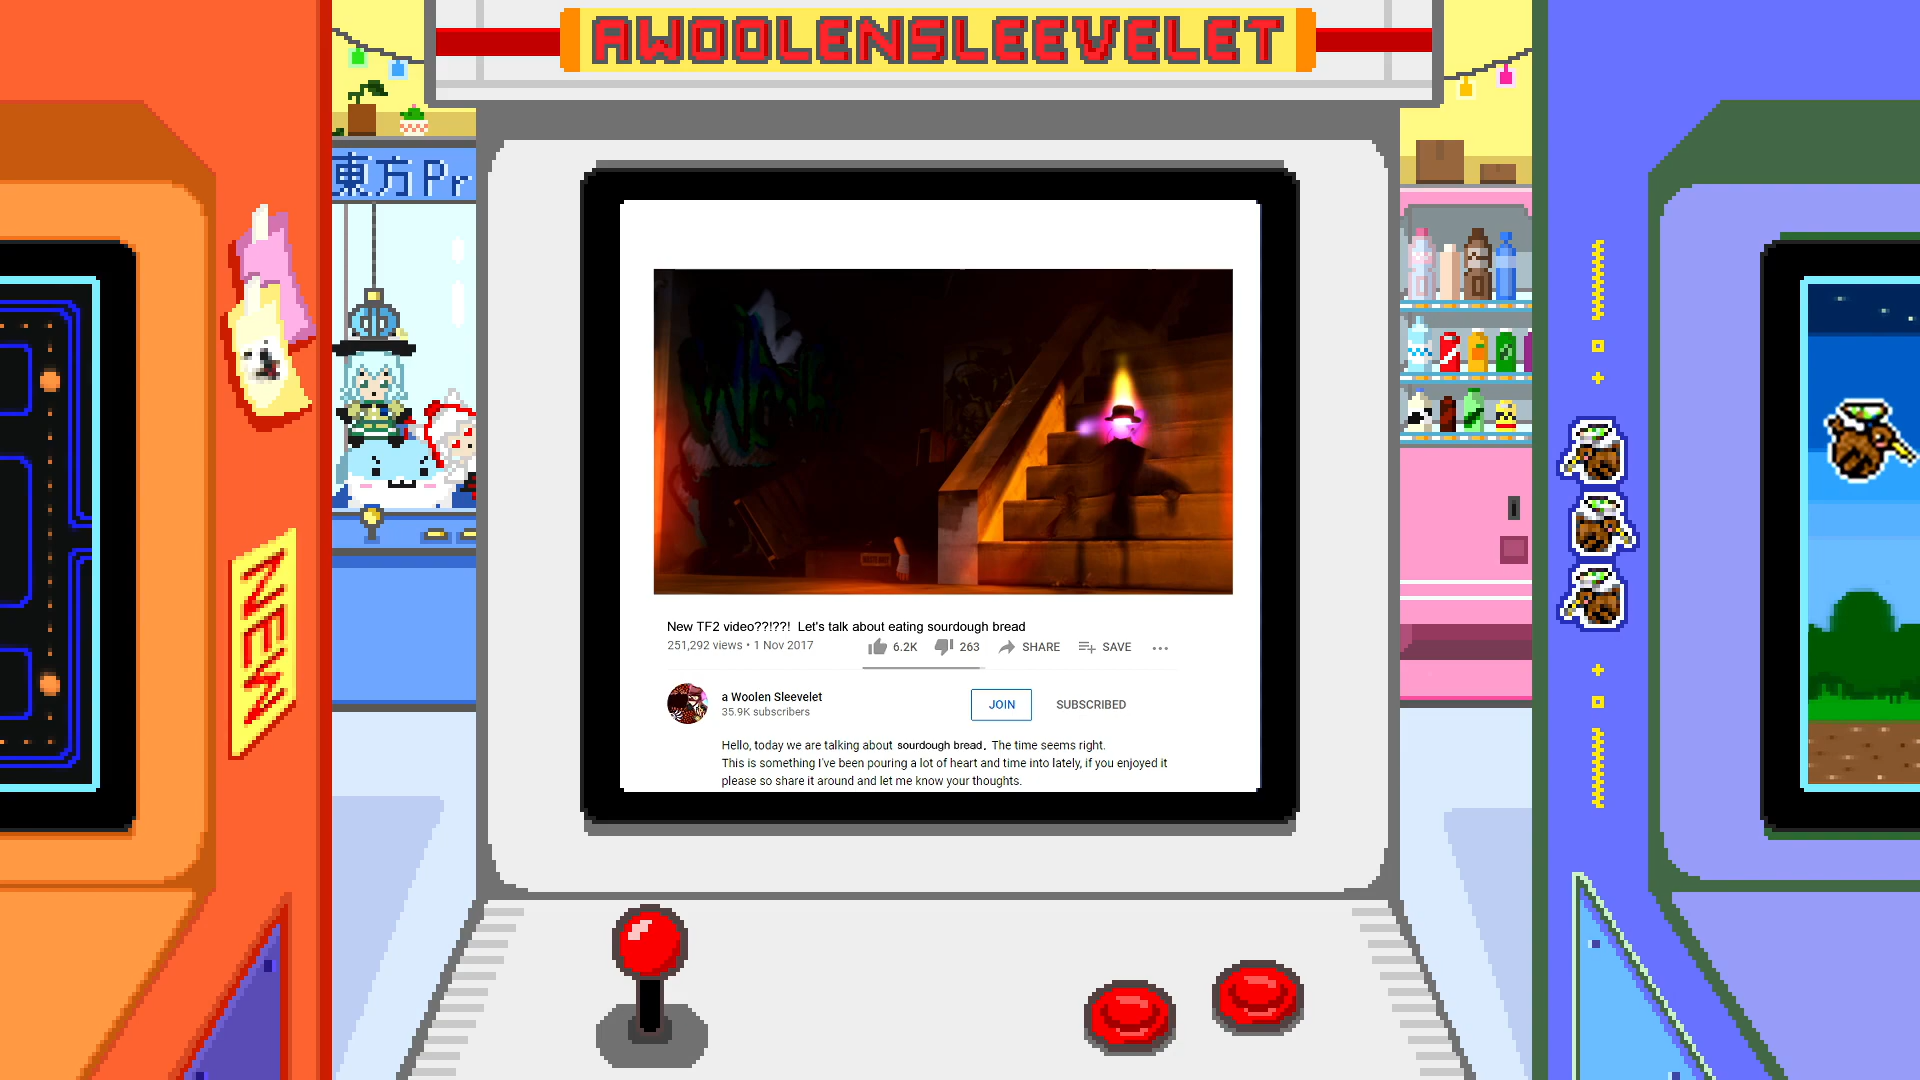 AWOOLENSLEEVELET
東方Pr
NEW
New TF2 video??!??!  Let's talk about eating sourdough bread
251,292 views • 1 Nov 2017
6.2K
263
SHARE
SAVE
a Woolen Sleevelet
35.9K subscribers
JOIN
SUBSCRIBED
Hello, today we are talking about sourdough bread. The time seems right.
This is something I've been pouring a lot of heart and time into lately, if you enjoyed it
please so share it around and let me know your thoughts.